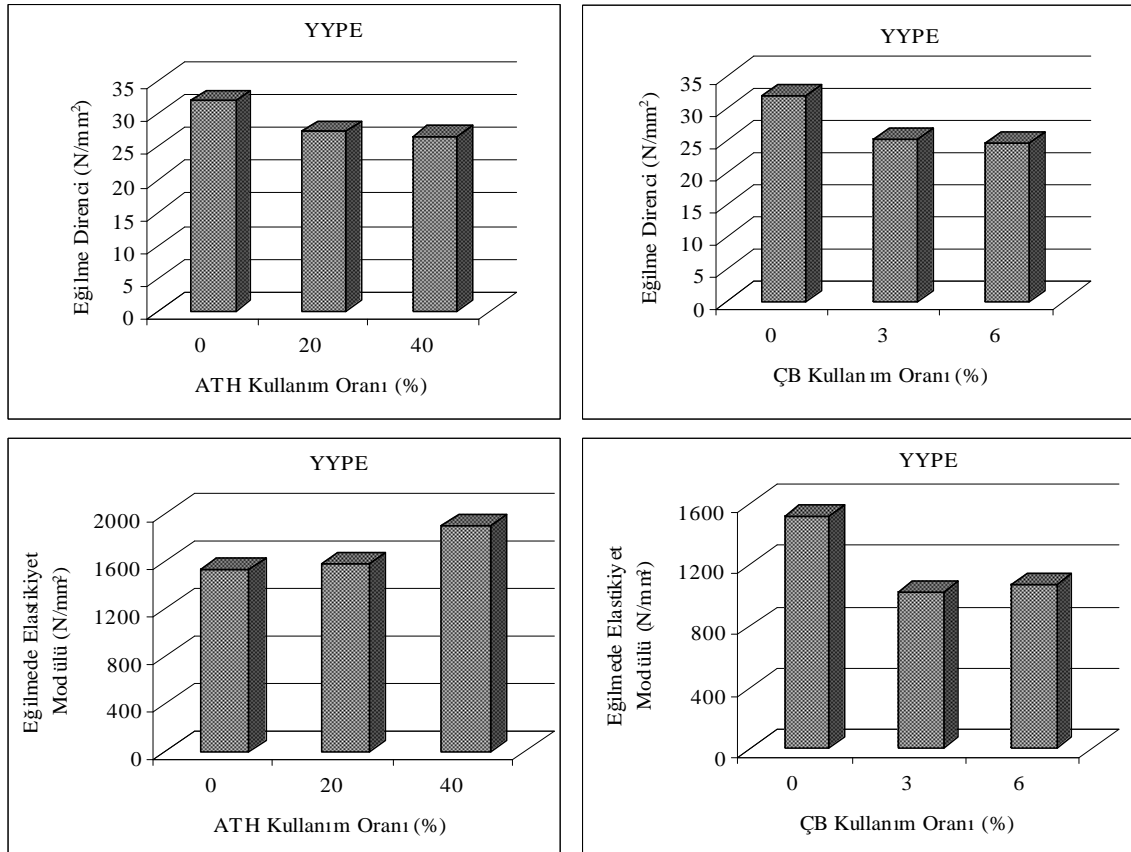 YYPE
Eğilme Direnci (N/mm²)
35
30
25
20
15
10
5
0
0 20 40
ATH Kullanım Oranı (%)
YYPE
Eğilme Direnci (N/mm²)
35
30
25
20
15
10
5
0
0 3 6
ÇB Kullanım Oranı (%)
YYPE
Eğilmede Elastikiyet
Modülü (N/mm²)
2000
1600
1200
800
400
0
0 20 40
ATH Kullanım Oranı (%)
YYPE
Eğilmede Elastikiyet
Modülü (N/mm²)
1600
1200
800
400
0
0 3 6
ÇB Kullanım Oranı (%)